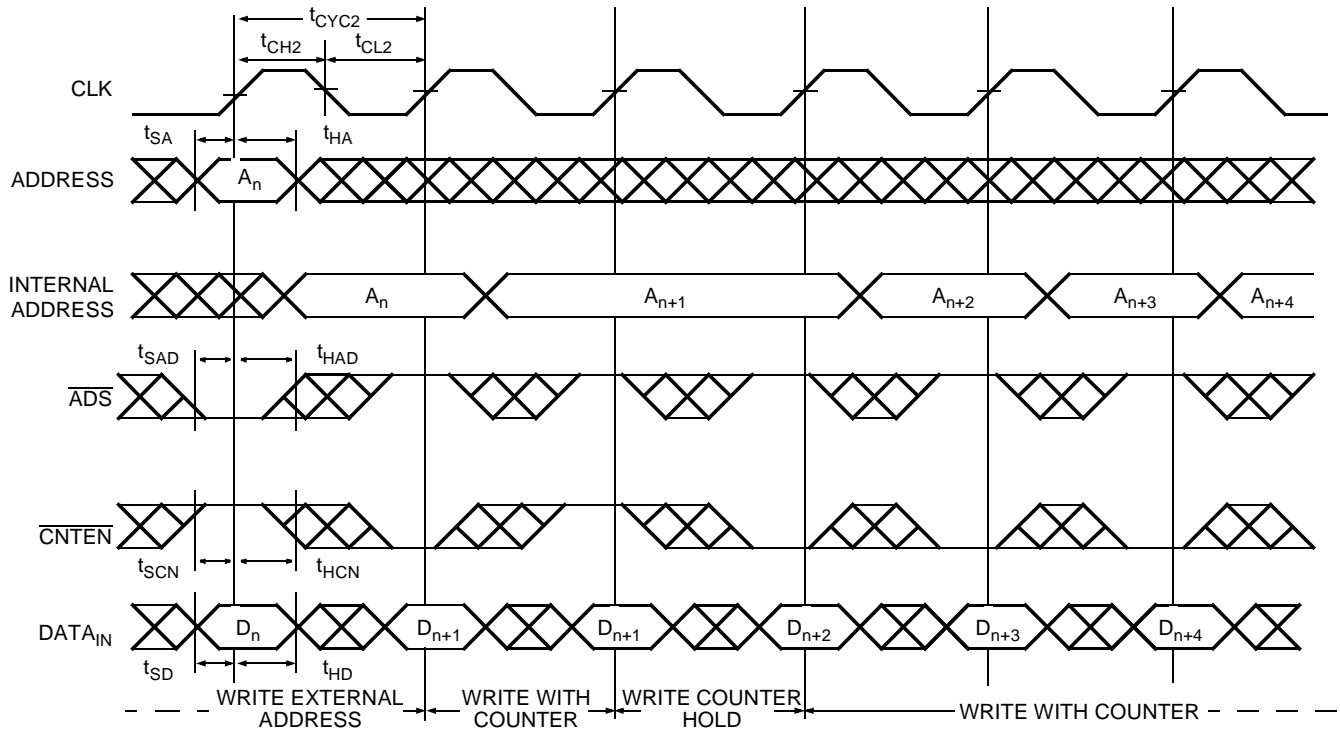 tCYC2
tCH2 tCL2
CLK
tSA tHA
ADDRESS An
INTERNAL
ADDRESS An An+1 An+2 An+3 An+4
tSAD tHAD
ADS
CNTEN
tSCN tHCN
DATAIN Dn Dn+1 Dn+1 Dn+2 Dn+3 Dn+4
tSD tHD
WRITE EXTERNAL
ADDRESS
WRITE WITH
COUNTER
WRITE COUNTER
HOLD
WRITE WITH COUNTER